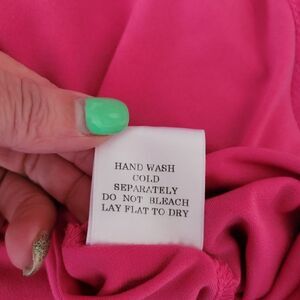 HAND WASH
COLD
SEPARATELY
DO NOT BLEACH
LAY FLAT TO DRY